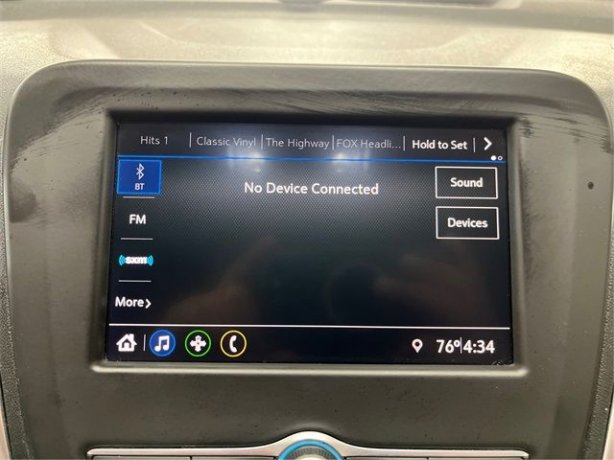 Hits 1 | Classic Vinyl | The Highway | FOX Headli... | Hold to Set | >
BT
No Device Connected
Sound
FM
Devices
sxm
More >
76° 4:34